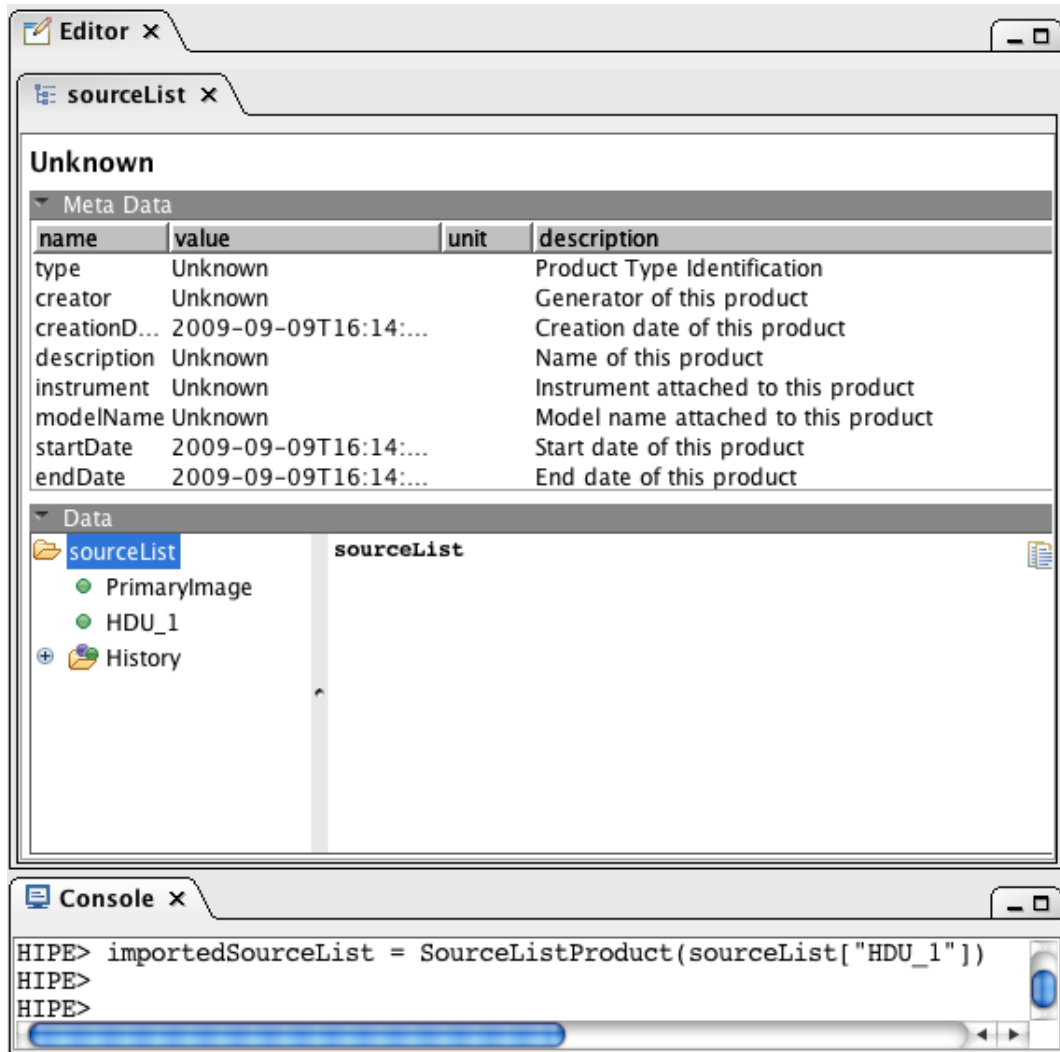 Editor
sourceList
Unknown
Meta Data
name value unit description
type Unknown Product Type Identification
creator Unknown Generator of this product
creationD... 2009-09-09T16:14:... Creation date of this product
description Unknown Name of this product
instrument Unknown Instrument attached to this product
modelName Unknown Model name attached to this product
startDate 2009-09-09T16:14:... Start date of this product
endDate 2009-09-09T16:14:... End date of this product
Data
sourceList sourceList
PrimaryImage
HDU_1
History
Console
HIPE> importedSourceList = SourceListProduct(sourceList["HDU_1"])
HIPE>
HIPE>